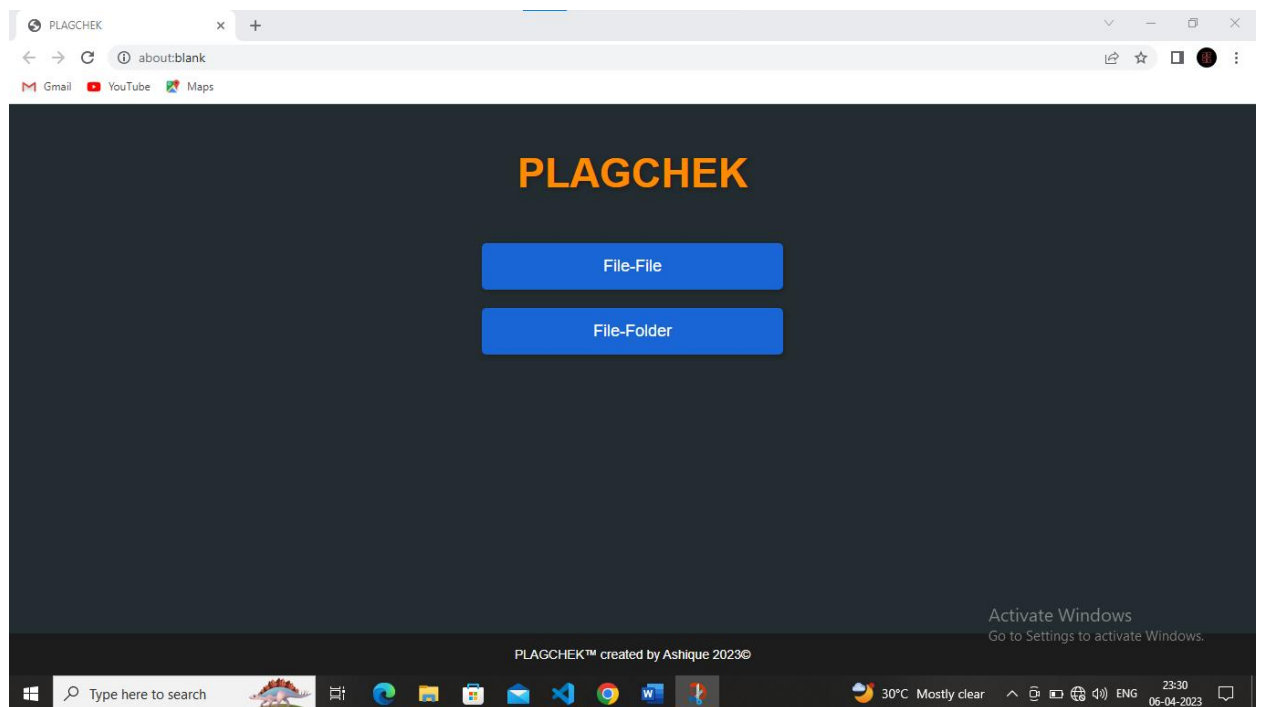 PLAGCHEK
about:blank
Gmail YouTube Maps
PLAGCHEK
File-File
File-Folder
Activate Windows
Go to Settings to activate Windows.
PLAGCHEK™ created by Ashique 2023©
Type here to search 30°C Mostly clear ENG 23:30
06-04-2023